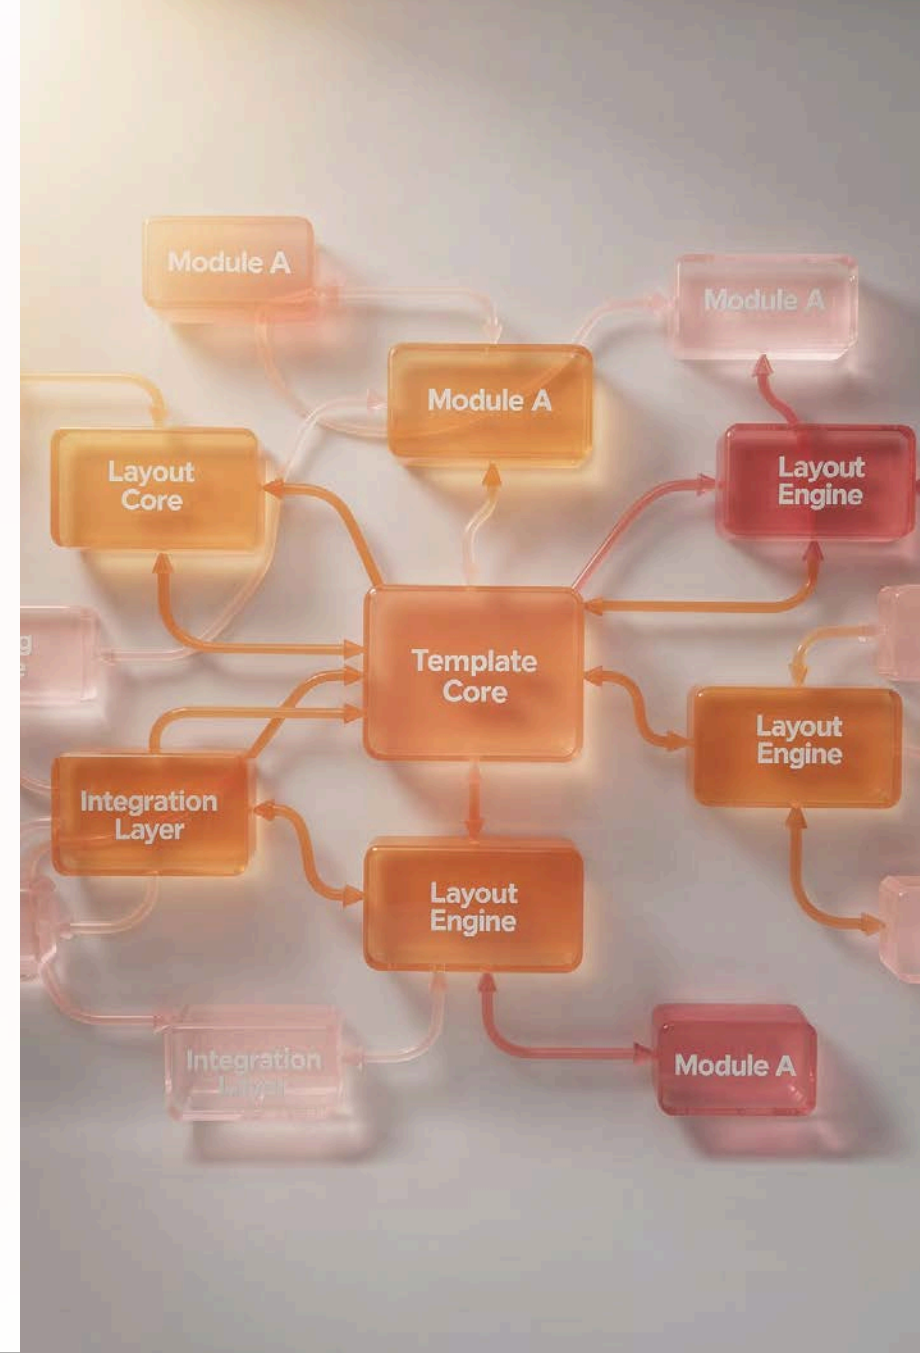 Module A
Module A
Module A
Layout
Core
Layout
Engine
Template
Core
Layout
Engine
Integration
Layer
Layout
Engine
Integration
Module A